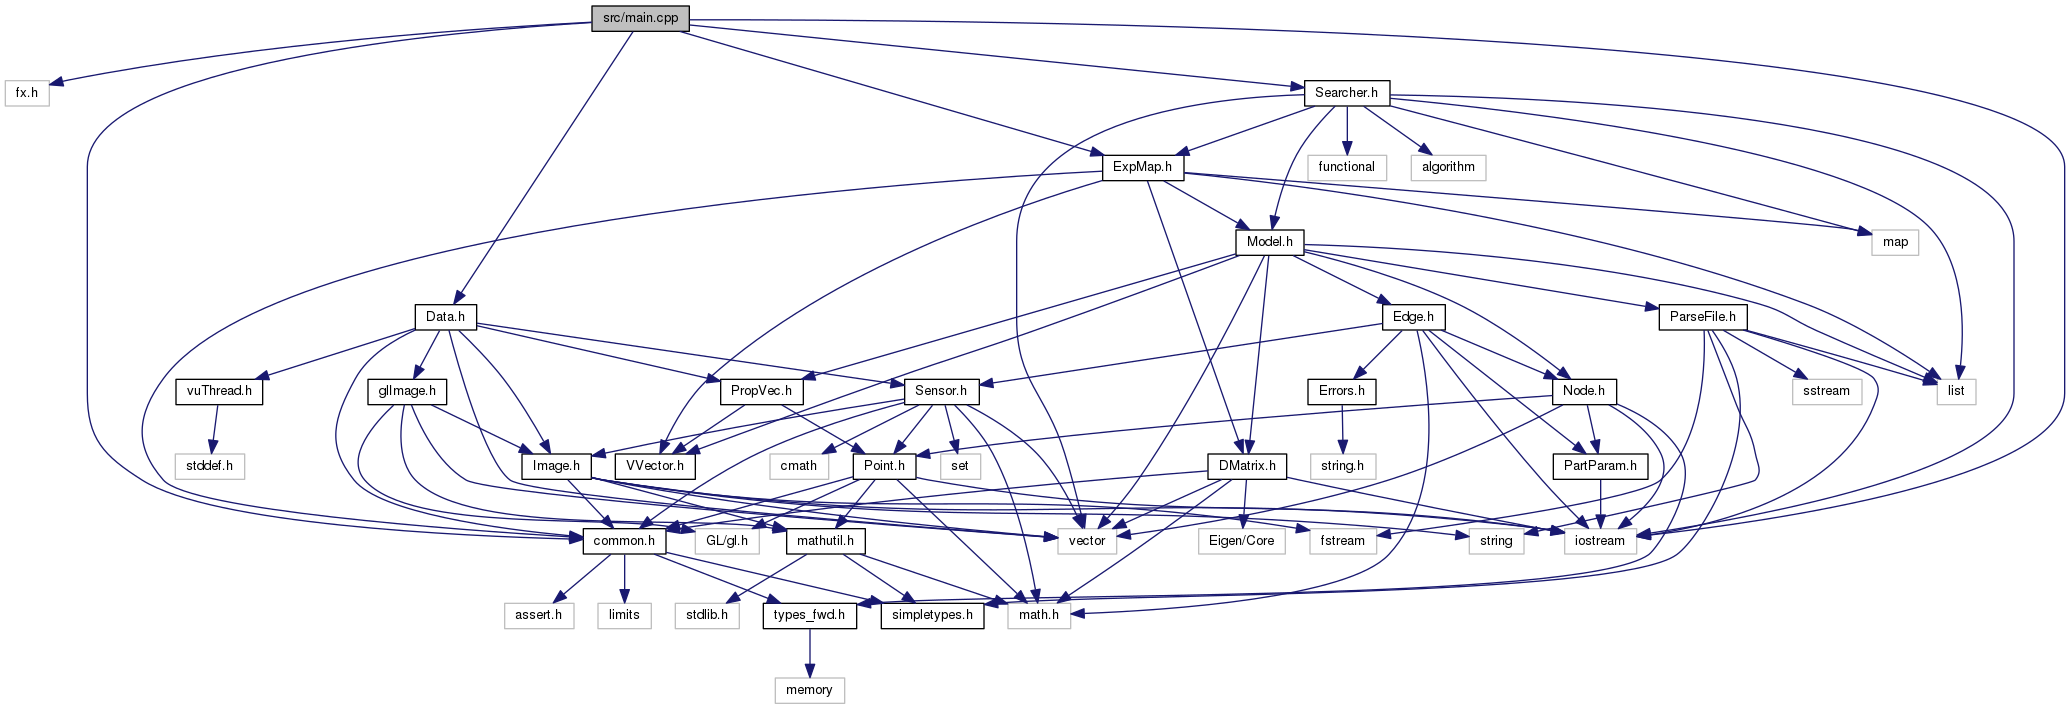 src/main.cpp
fx.h
Searcher.h
ExpMap.h
functional
algorithm
Model.h
map
Data.h
Edge.h
ParseFile.h
vuThread.h
glImage.h
PropVec.h
Sensor.h
Errors.h
Node.h
sstream
list
stddef.h
Image.h
VVector.h
cmath
Point.h
set
DMatrix.h
string.h
PartParam.h
common.h
GL/gl.h
mathutil.h
vector
Eigen/Core
fstream
string
iostream
assert.h
limits
stdlib.h
types_fwd.h
simpletypes.h
math.h
memory